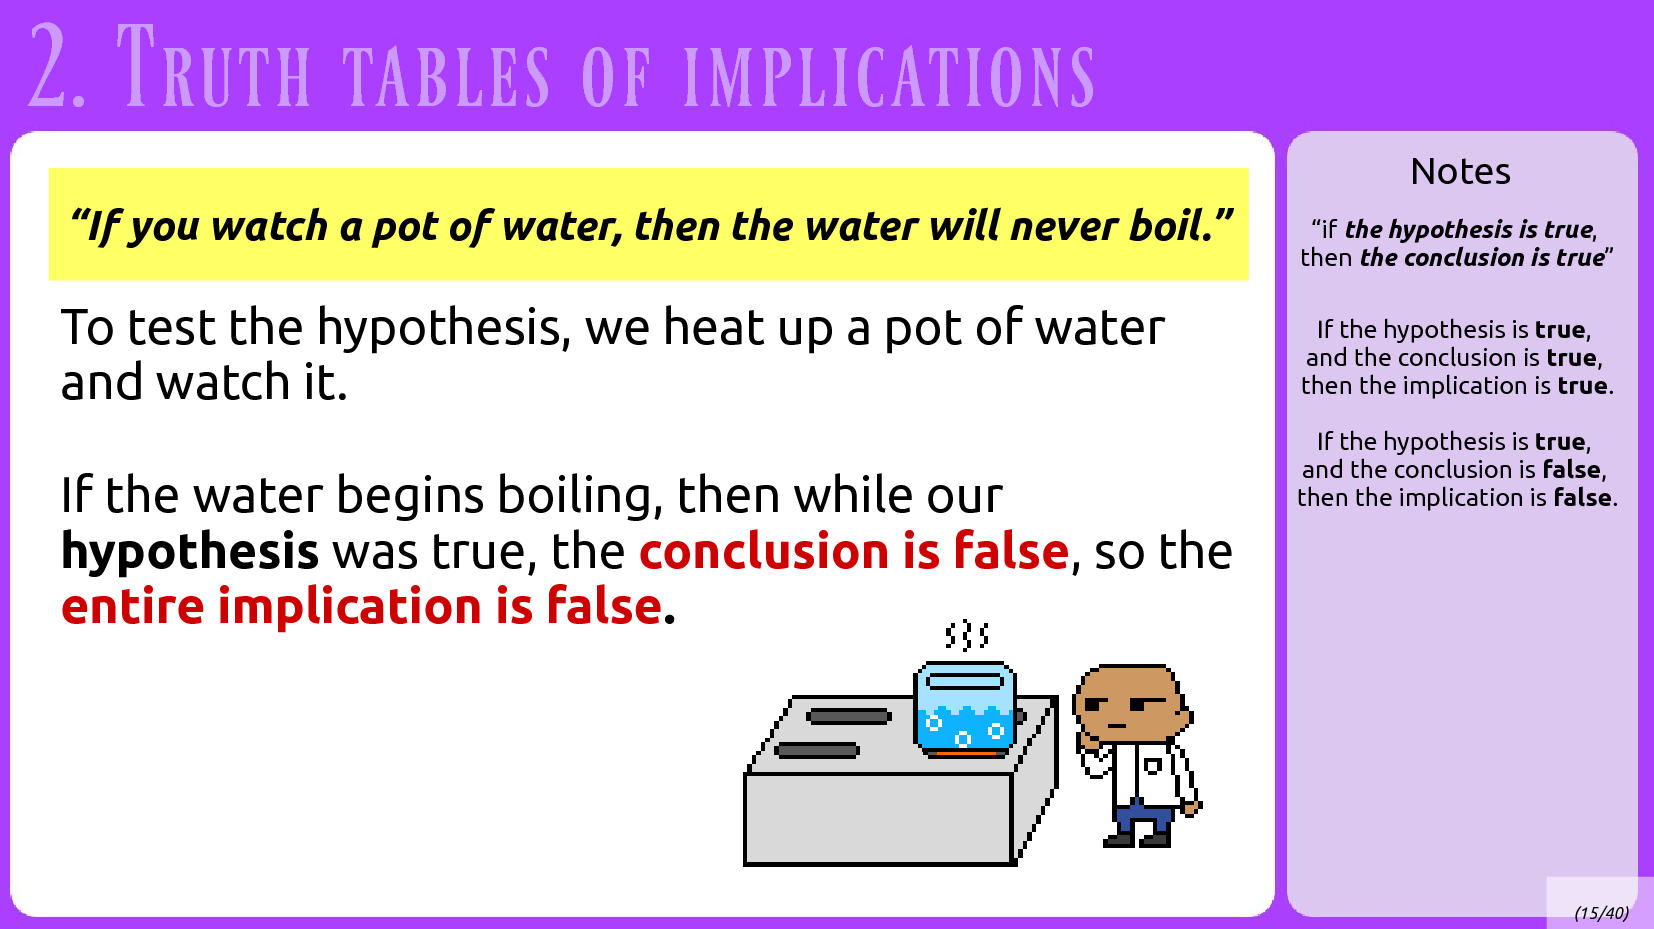 2. Truth tables of implications
“If you watch a pot of water, then the water will never boil.”
To test the hypothesis, we heat up a pot of water
and watch it.
If the water begins boiling, then while our
hypothesis was true, the conclusion is false, so the
entire implication is false.
Notes
“if the hypothesis is true,
then the conclusion is true”
If the hypothesis is true,
and the conclusion is true,
then the implication is true.
If the hypothesis is true,
and the conclusion is false,
then the implication is false.
(15/40)